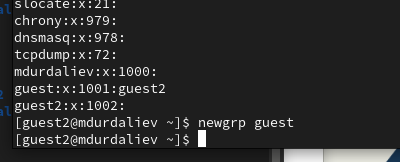 slocate:x:21:
chrony:x:979:
dnsmasq:x:978:
tcpdump:x:72:
mdurdaliev:x:1000:
guest:x:1001:guest2
guest2:x:1002:
[guest2@mdurdaliev ~]$ newgrp guest
[guest2@mdurdaliev ~]$